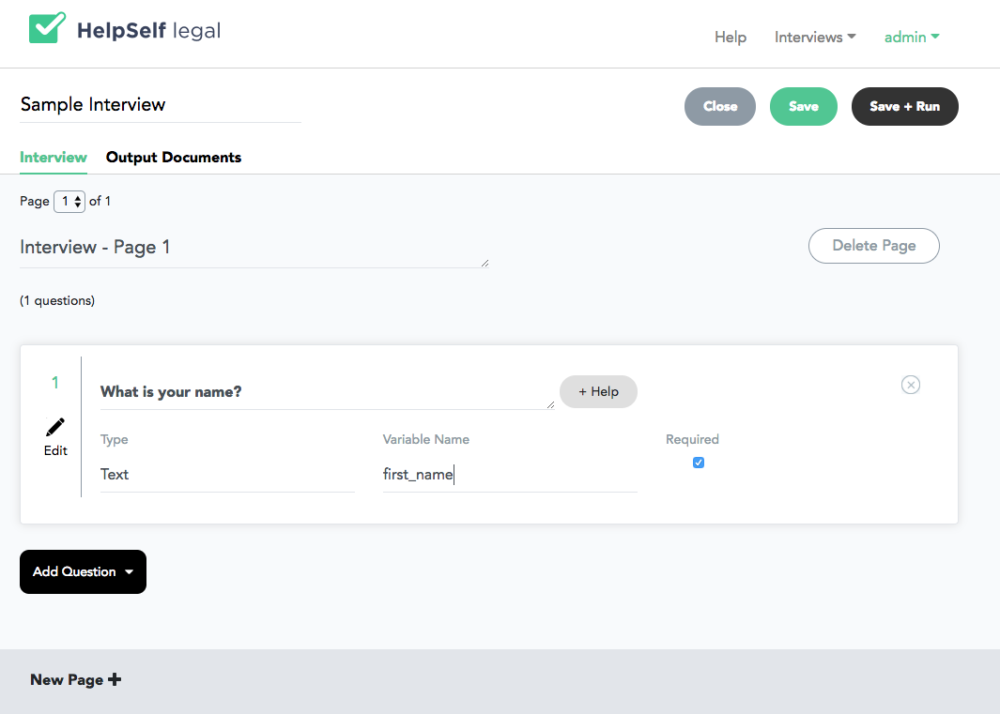 HelpSelf legal
Help Interviews admin
Sample Interview
Close Save Save + Run
Interview Output Documents
Page 1 of 1
Interview - Page 1
Delete Page
(1 questions)
1
What is your name?
+ Help
Edit
Type Variable Name Required
Text first_name
Add Question
New Page +